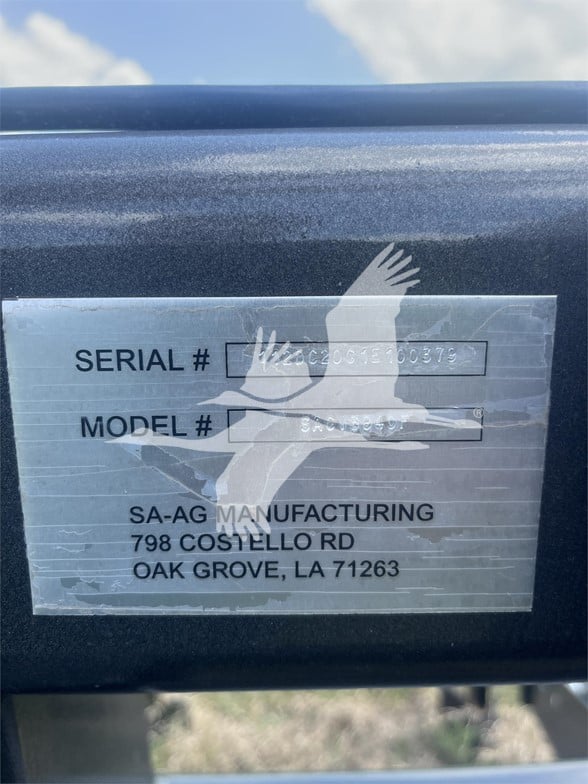 SERIAL #
MODEL #
SA-AG MANUFACTURING
798 COSTELLO RD
OAK GROVE, LA 71263
®